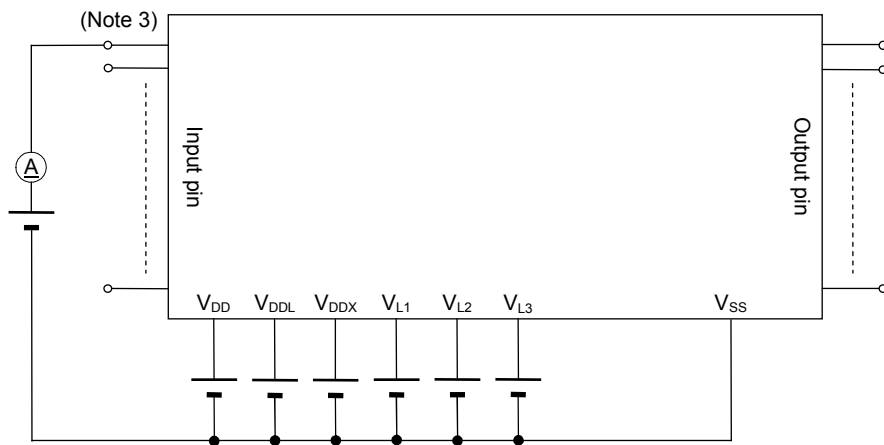 (Note 3)
A
Input pin
Output pin
VDD VDDL VDDX VL1 VL2 VL3 VSS